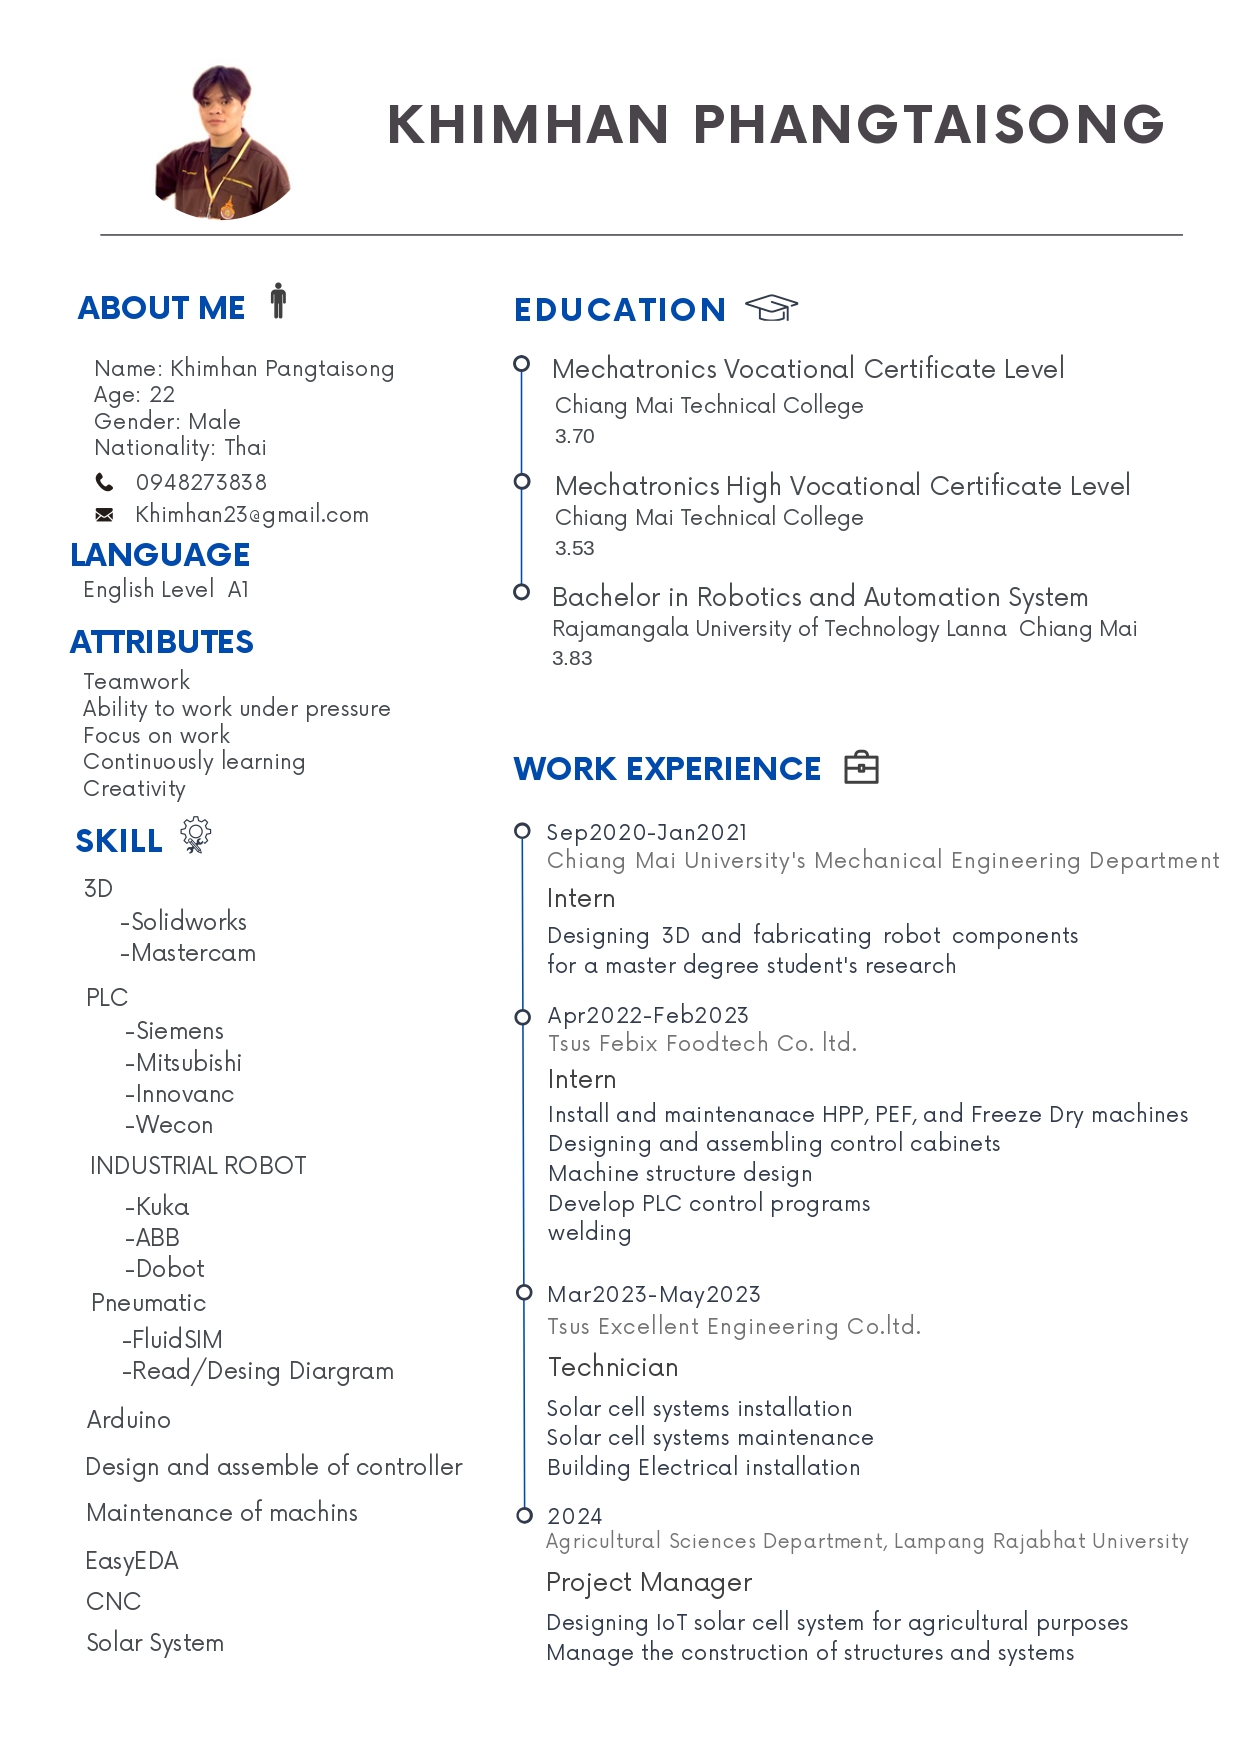 KHIMHAN PHANGTAISONG
ABOUT ME
Name: Khimhan Pangtaisong
Age: 22
Gender: Male
Nationality: Thai
0948273838
Khimhan23@gmail.com
LANGUAGE
English Level  A1
ATTRIBUTES
Teamwork
Ability to work under pressure
Focus on work
Continuously learning
Creativity
SKILL
3D
-Solidworks
-Mastercam
PLC
-Siemens
-Mitsubishi
-Innovanc
-Wecon
INDUSTRIAL ROBOT
-Kuka
-ABB
-Dobot
Pneumatic
-FluidSIM
-Read/Desing Diargram
Arduino
Design and assemble of controller
Maintenance of machins
EasyEDA
CNC
Solar System
EDUCATION
Mechatronics Vocational Certificate Level
Chiang Mai Technical College
3.70
Mechatronics High Vocational Certificate Level
Chiang Mai Technical College
3.53
Bachelor in Robotics and Automation System
Rajamangala University of Technology Lanna  Chiang Mai
3.83
WORK EXPERIENCE
Sep2020-Jan2021
Chiang Mai University's Mechanical Engineering Department
Intern
Designing 3D and fabricating robot components
for a master degree student's research
Apr2022-Feb2023
Tsus Febix Foodtech Co. ltd.
Intern
Install and maintenanace HPP, PEF, and Freeze Dry machines
Designing and assembling control cabinets
Machine structure design
Develop PLC control programs
welding
Mar2023-May2023
Tsus Excellent Engineering Co.ltd.
Technician
Solar cell systems installation
Solar cell systems maintenance
Building Electrical installation
2024
Agricultural Sciences Department, Lampang Rajabhat University
Project Manager
Designing IoT solar cell system for agricultural purposes
Manage the construction of structures and systems